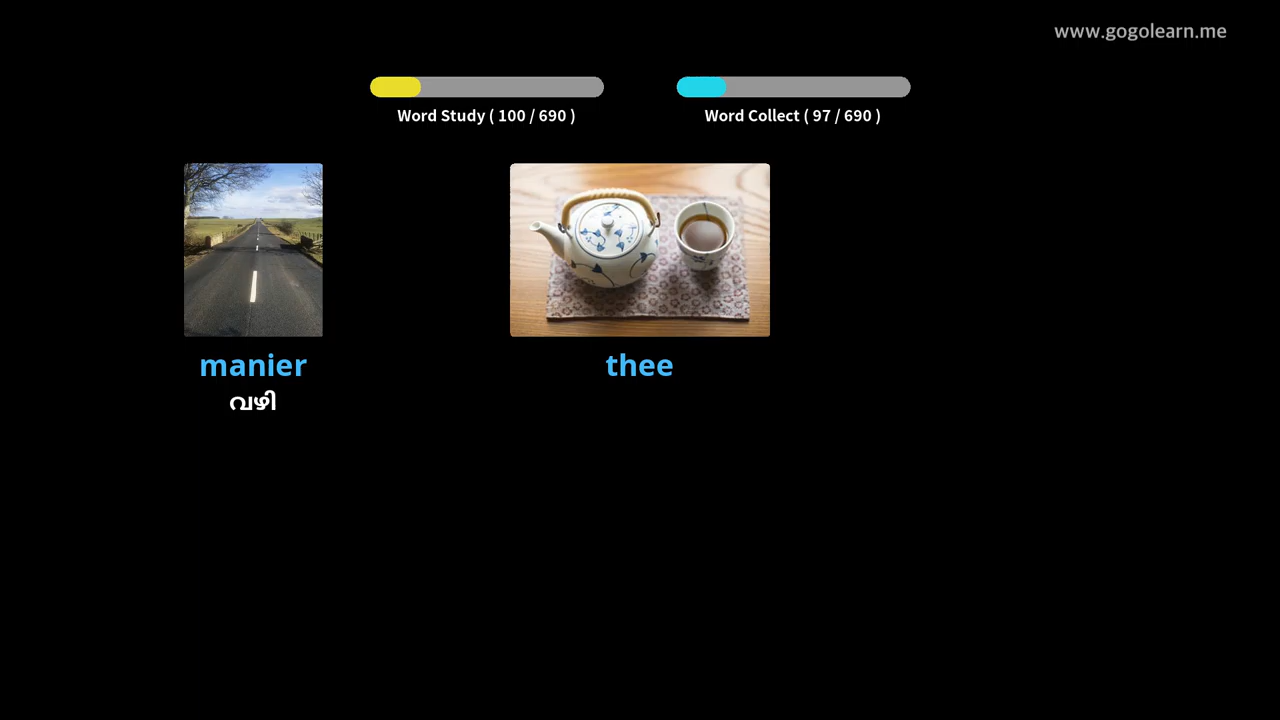 www.gogolearn.me
Word Study ( 100 / 690 )
Word Collect ( 97 / 690 )
manier
thee
വഴി